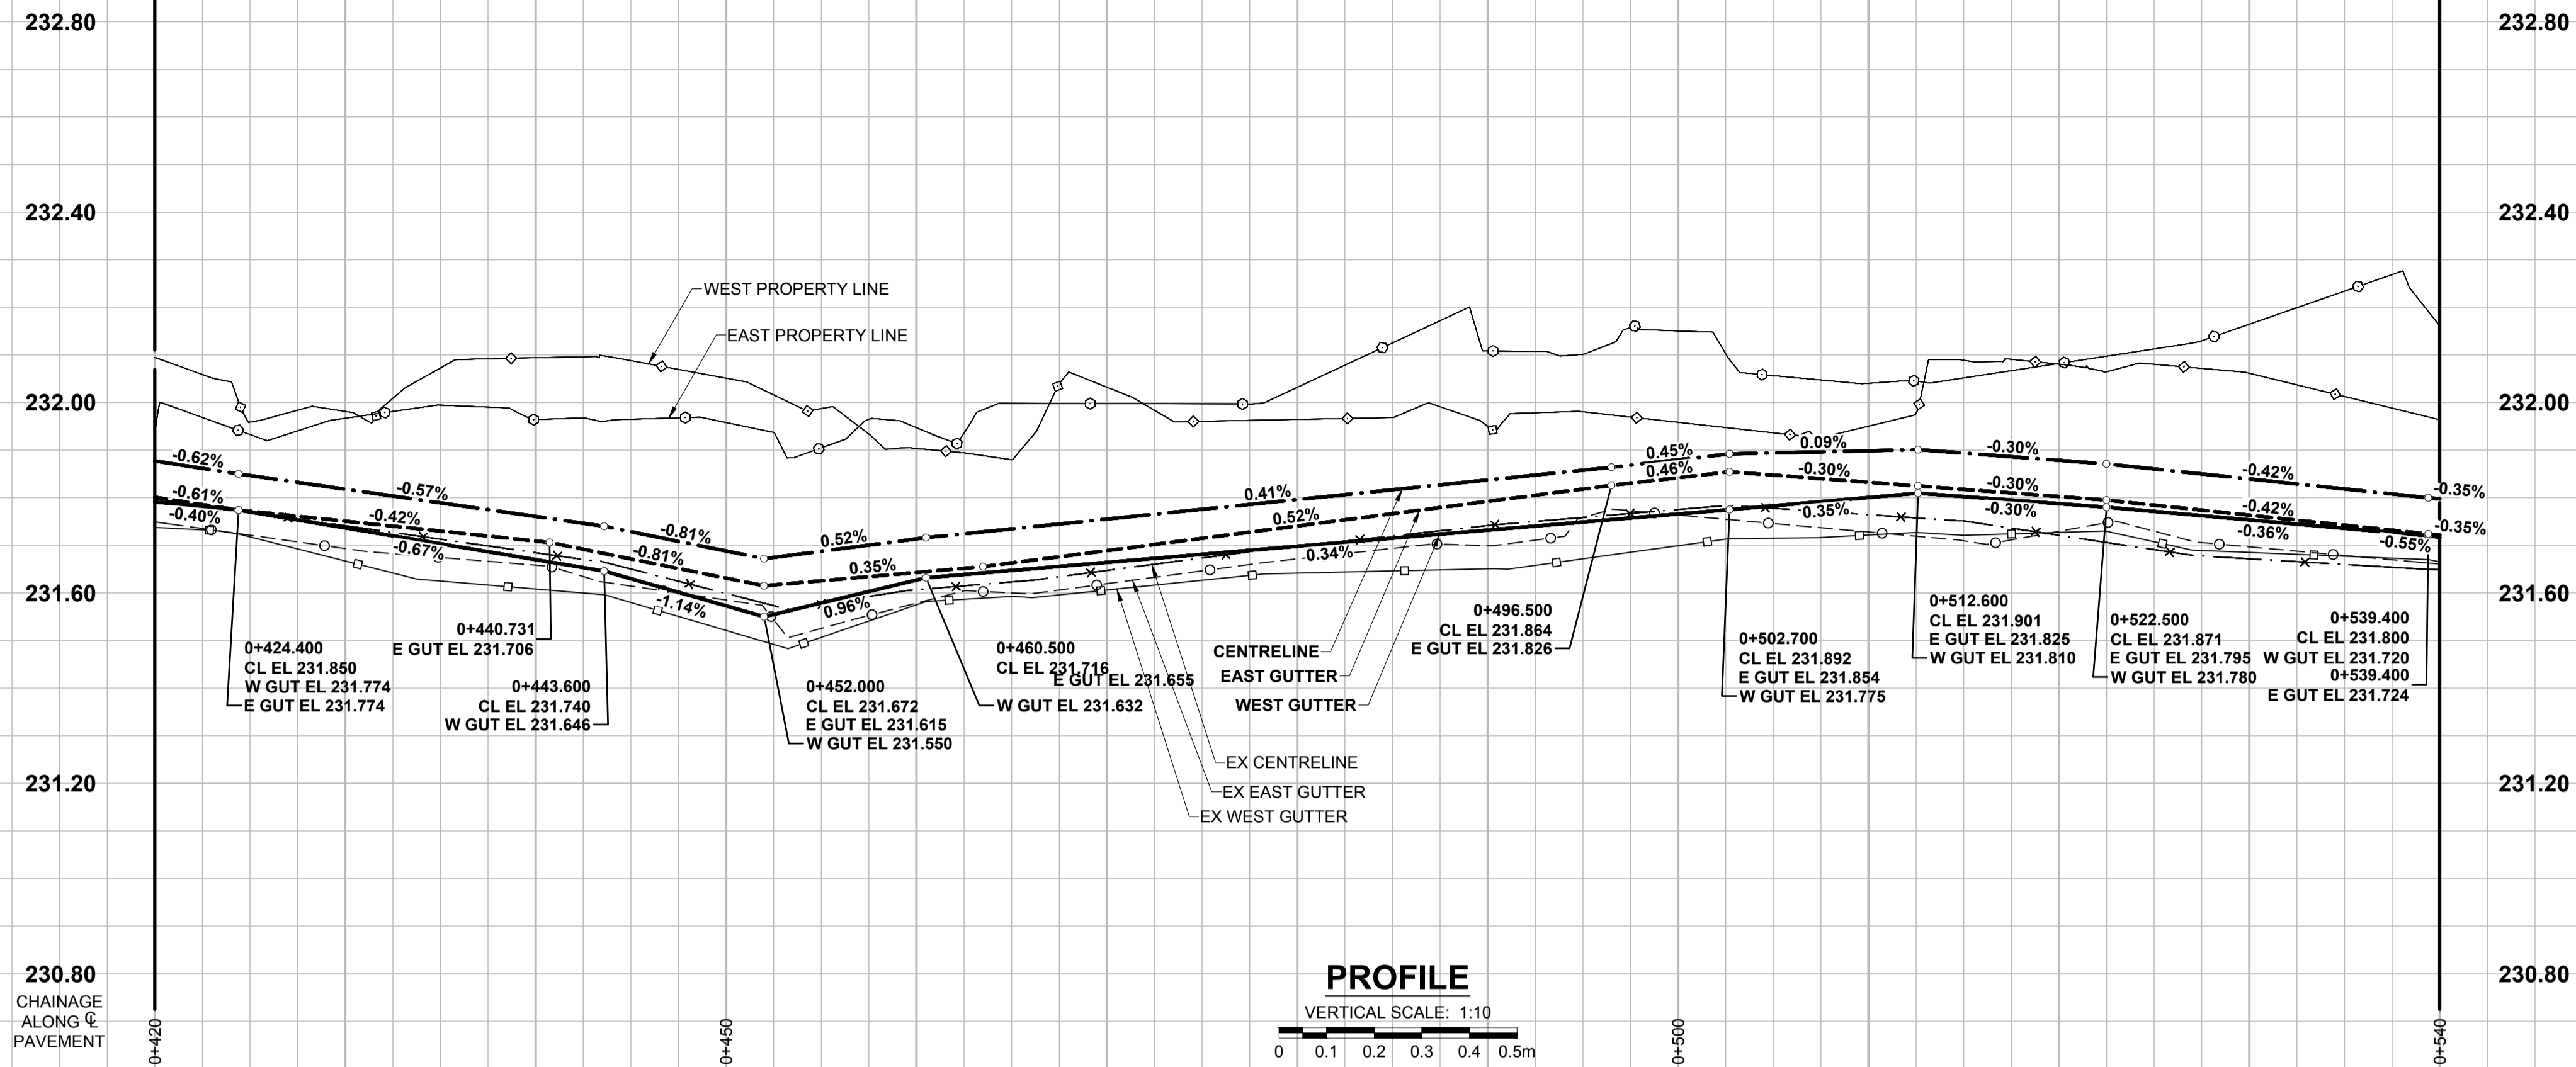 232.80
232.80
232.40
232.40
WEST PROPERTY LINE
EAST PROPERTY LINE
232.00
232.00
-0.62%
-0.57%
-0.81%
0.52%
0.41%
0.45%
0.09%
-0.30%
-0.42%
-0.35%
-0.61%
-0.42%
-0.81%
0.35%
0.52%
0.46%
-0.30%
-0.30%
-0.42%
-0.35%
-0.40%
-0.67%
-1.14%
0.96%
0.34%
0.35%
-0.30%
-0.36%
-0.55%
231.60
231.60
0+424.400
CL EL 231.850
W GUT EL 231.774
E GUT EL 231.774
0+440.731
E GUT EL 231.706
0+443.600
CL EL 231.740
W GUT EL 231.646
0+452.000
CL EL 231.672
E GUT EL 231.615
W GUT EL 231.550
0+460.500
CL EL 231.716
E GUT EL 231.655
W GUT EL 231.632
CENTRELINE
EAST GUTTER
WEST GUTTER
0+496.500
CL EL 231.864
E GUT EL 231.826
0+502.700
CL EL 231.892
E GUT EL 231.854
W GUT EL 231.775
0+512.600
CL EL 231.901
E GUT EL 231.825
W GUT EL 231.810
0+522.500
CL EL 231.871
E GUT EL 231.795
W GUT EL 231.780
0+539.400
CL EL 231.800
W GUT EL 231.720
0+539.400
E GUT EL 231.724
EX CENTRELINE
EX EAST GUTTER
EX WEST GUTTER
231.20
231.20
230.80
230.80
CHAINAGE
ALONG ℄
PAVEMENT
0+420
0+450
0+500
0+540
PROFILE
VERTICAL SCALE: 1:10
0 0.1 0.2 0.3 0.4 0.5m